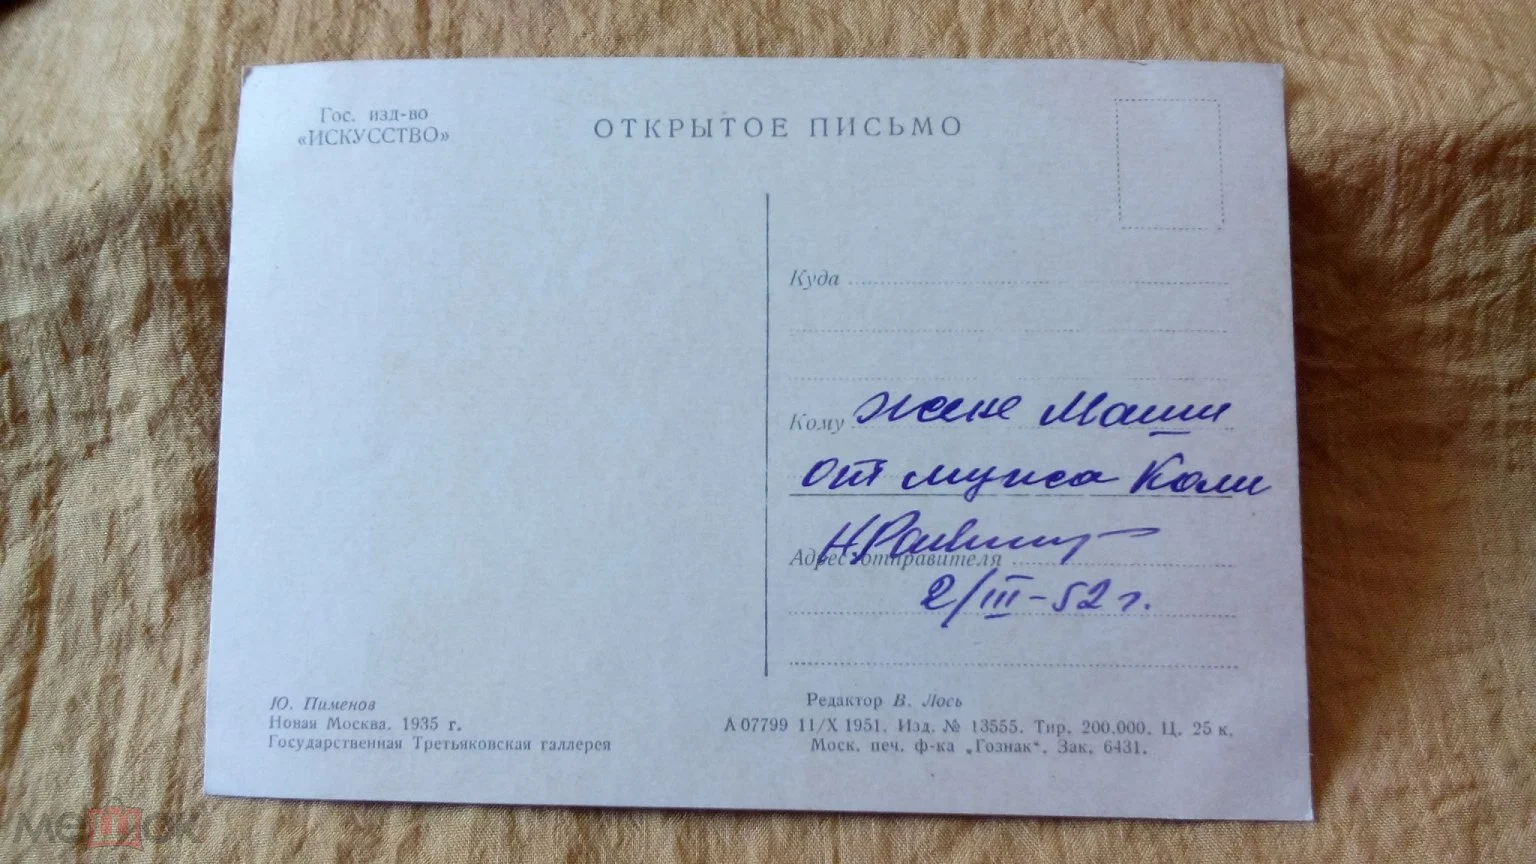 Гос. изд-во
«ИСКУССТВО»
ОТКРЫТОЕ ПИСЬМО
Куда
Кому жене Маши
от мужа Коли
Адрес отправителя
2/III-52 г.
Ю. Пименов
Новая Москва. 1935 г.
Государственная Третьяковская галлерея
Редактор В. Лось
А 07799 11/X 1951. Изд. № 13555. Тир. 200.000. Ц. 25 к.
Моск. печ. ф-ка „Гознак“. Зак. 6431.
мешок